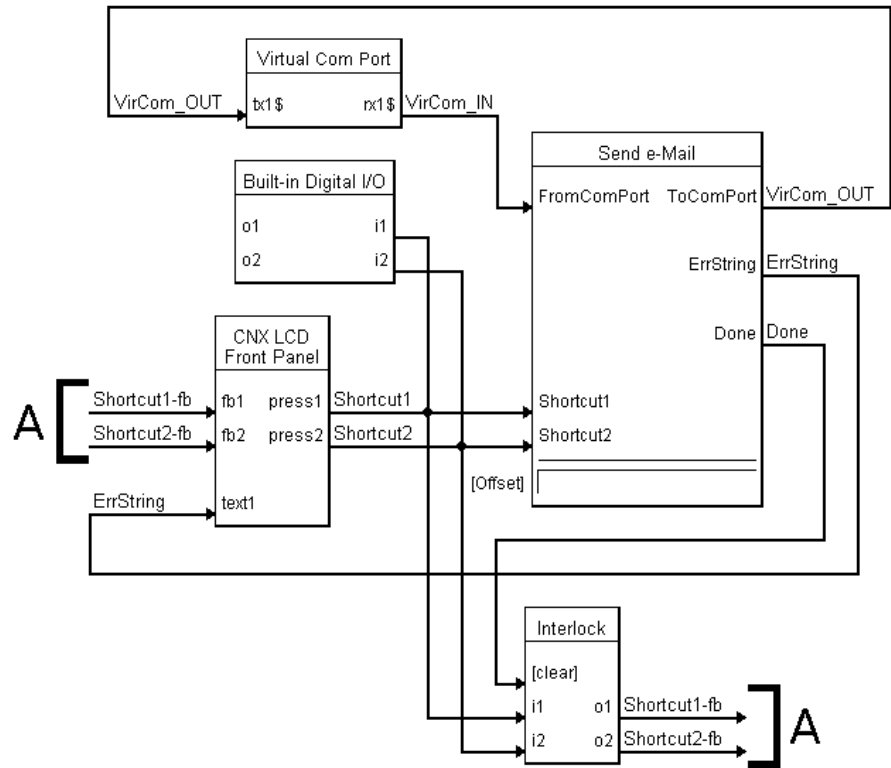 Virtual Com Port
VirCom_OUT
tx1$
rx1$
VirCom_IN
Send e-Mail
FromComPort
ToComPort
VirCom_OUT
Built-in Digital I/O
o1
i1
o2
i2
ErrString
ErrString
Done
Done
CNX LCD
Front Panel
A
Shortcut1-fb
fb1
press1
Shortcut1
Shortcut1
Shortcut2-fb
fb2
press2
Shortcut2
Shortcut2
[Offset]
ErrString
text1
Interlock
[clear]
i1
o1
Shortcut1-fb
i2
o2
Shortcut2-fb
A